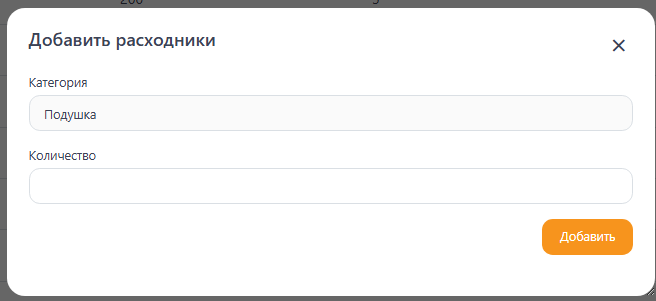 Добавить расходники
Категория
Подушка
Количество
Добавить